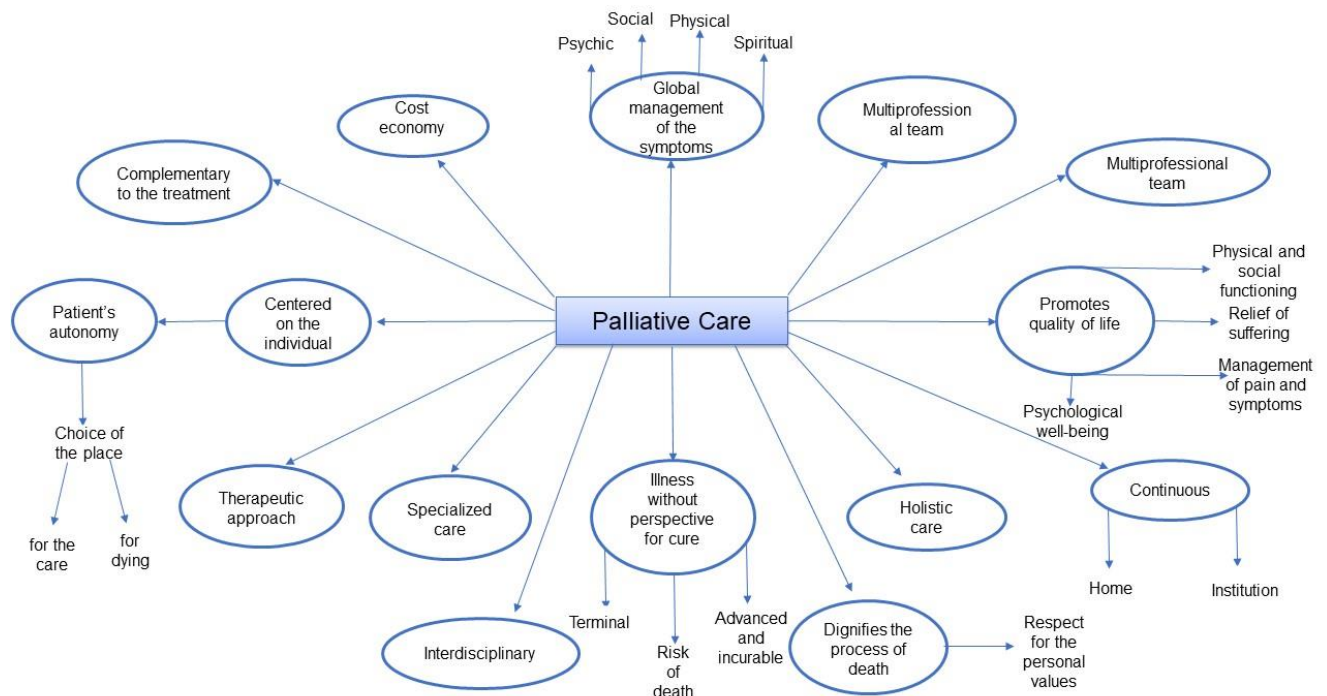 Social
Physical
Psychic
Spiritual
Global
management
of the
symptoms
Cost
economy
Multiprofession
al team
Complementary
to the treatment
Multiprofessional
team
Physical and
social
functioning
Patient’s
autonomy
Centered
on the
individual
Palliative Care
Promotes
quality of life
Relief of
suffering
Management
of pain and
symptoms
Psychological
well-being
Choice of
the place
for the
care
for
dying
Therapeutic
approach
Specialized
care
Illness
without
perspective
for cure
Holistic
care
Continuous
Home
Institution
Interdisciplinary
Terminal
Risk
of
death
Advanced
and
incurable
Dignifies the
process of
death
Respect
for the
personal
values